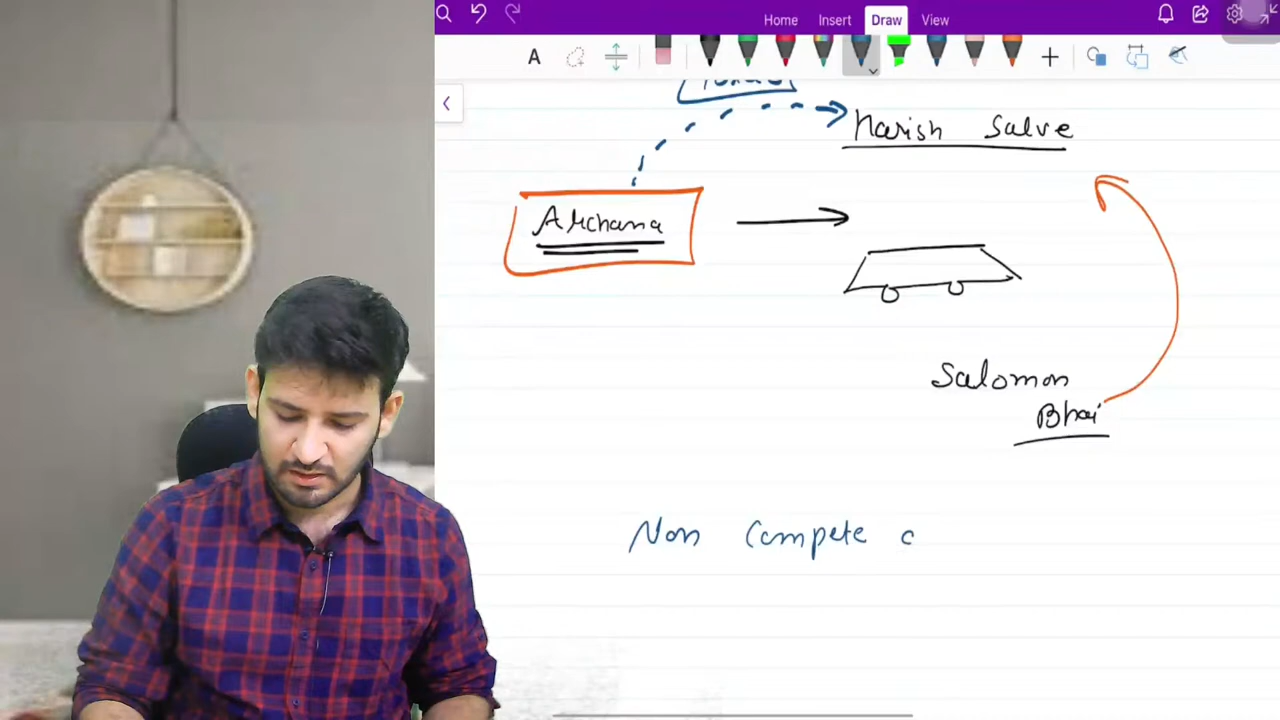 Home Insert Draw View
A
Harish Salve
Archana
Salomon
Bhai
Non Compete c